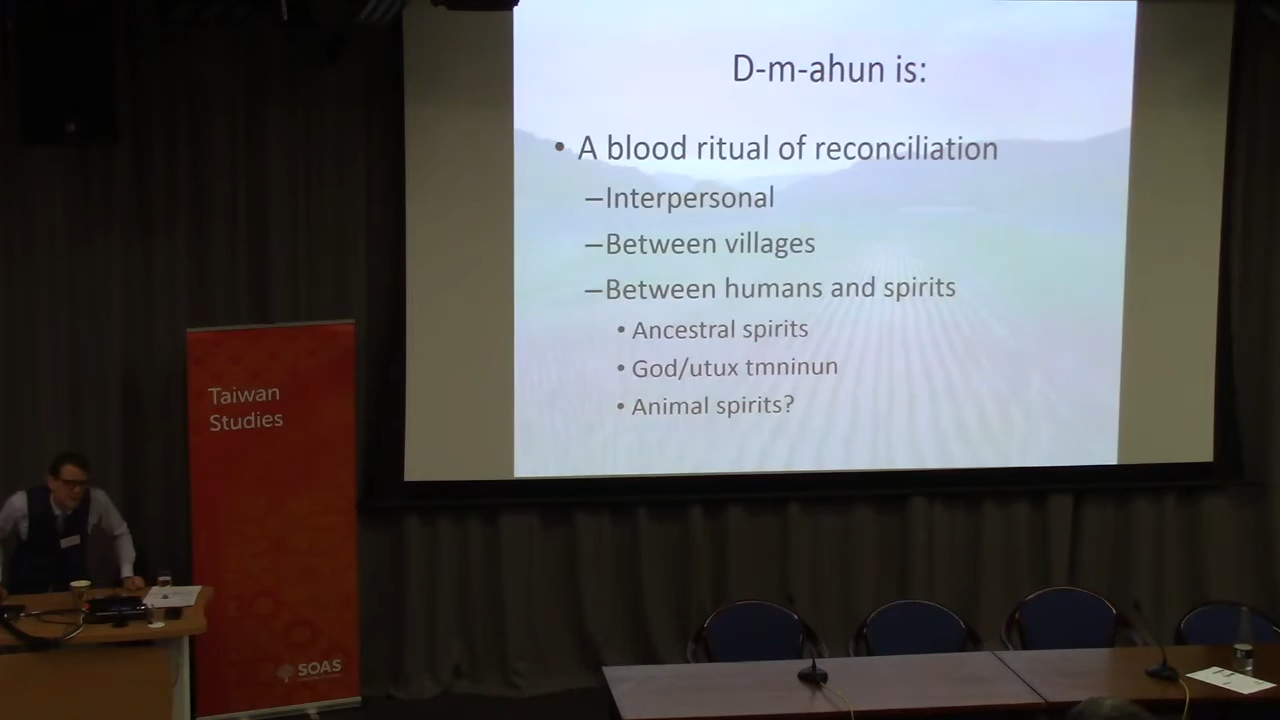 D-m-ahun is:
• A blood ritual of reconciliation
–Interpersonal
–Between villages
–Between humans and spirits
• Ancestral spirits
• God/utux tmninun
• Animal spirits?
Taiwan
Studies
SOAS